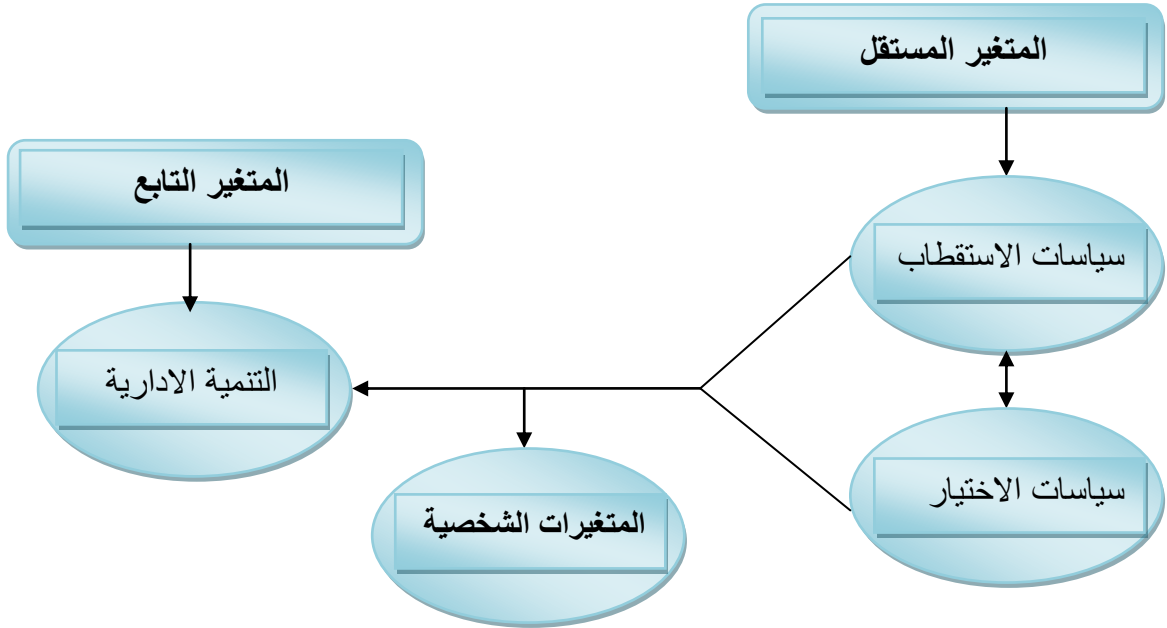 المتغير المستقل
المتغير التابع
سياسات الاستقطاب
التنمية الادارية
سياسات الاختيار
المتغيرات الشخصية